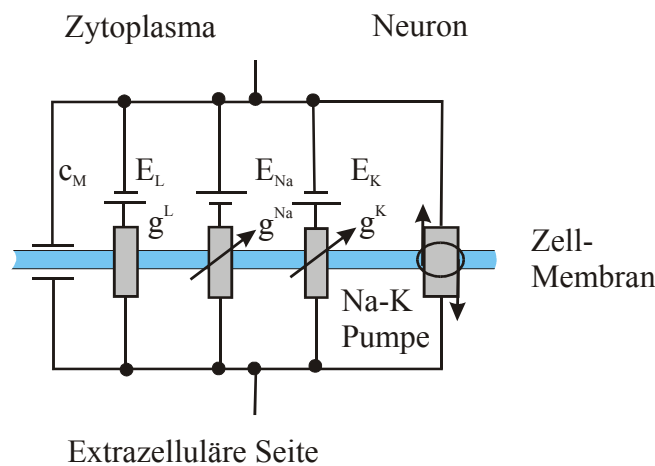 Zytoplasma
Neuron
c_M
E_L
E_Na
E_K
g^L
g^Na
g^K
Zell-
Membran
Na-K
Pumpe
Extrazelluläre Seite